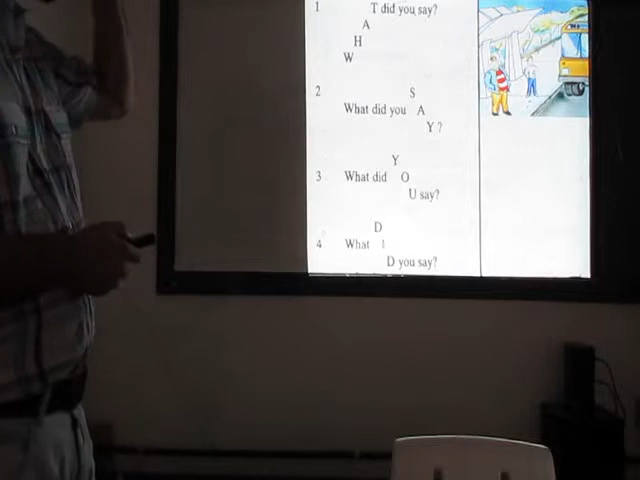 1 T did you say?
A
H
W
2 S
What did you A
Y ?
Y
3 What did O
U say?
D
4 What I
D you say?